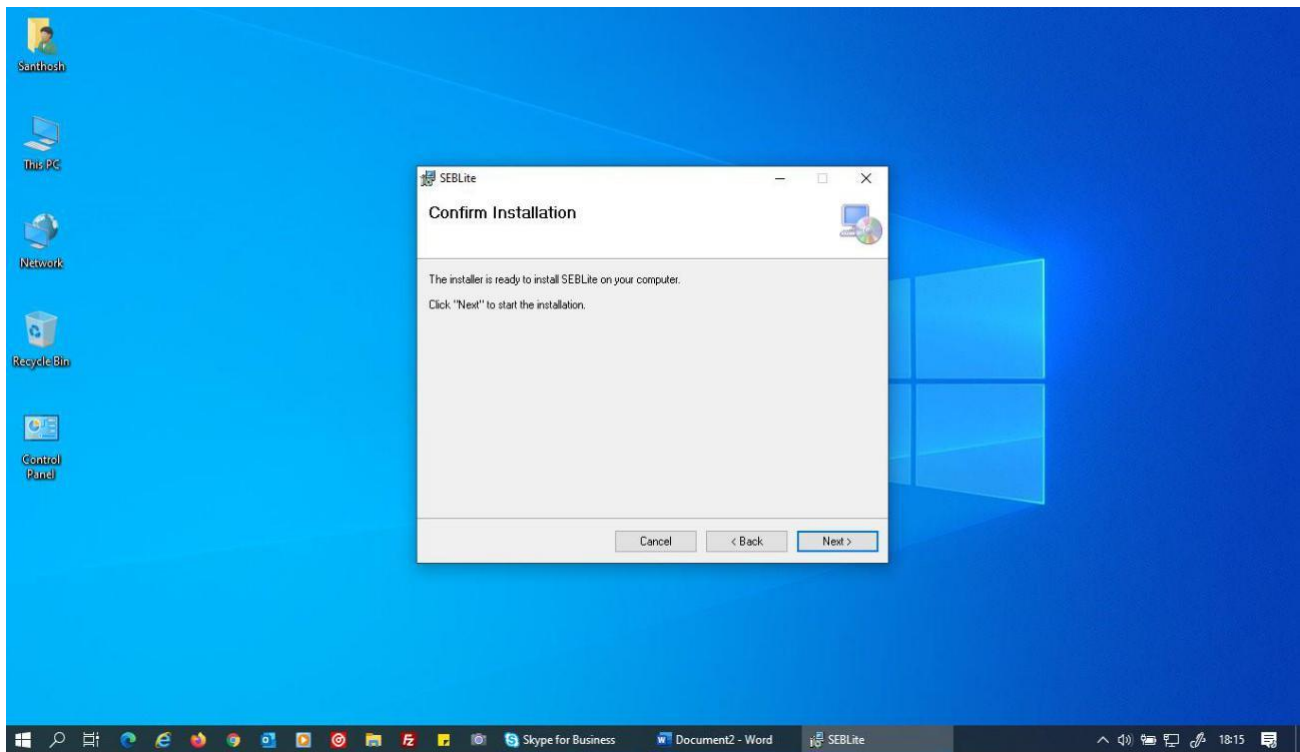 Santhosh
This PC
Network
Recycle Bin
Control
Panel
SEBLite
Confirm Installation
The installer is ready to install SEBLite on your computer.
Click "Next" to start the installation.
Cancel
< Back
Next >
Skype for Business
Document2 - Word
SEBLite
18:15